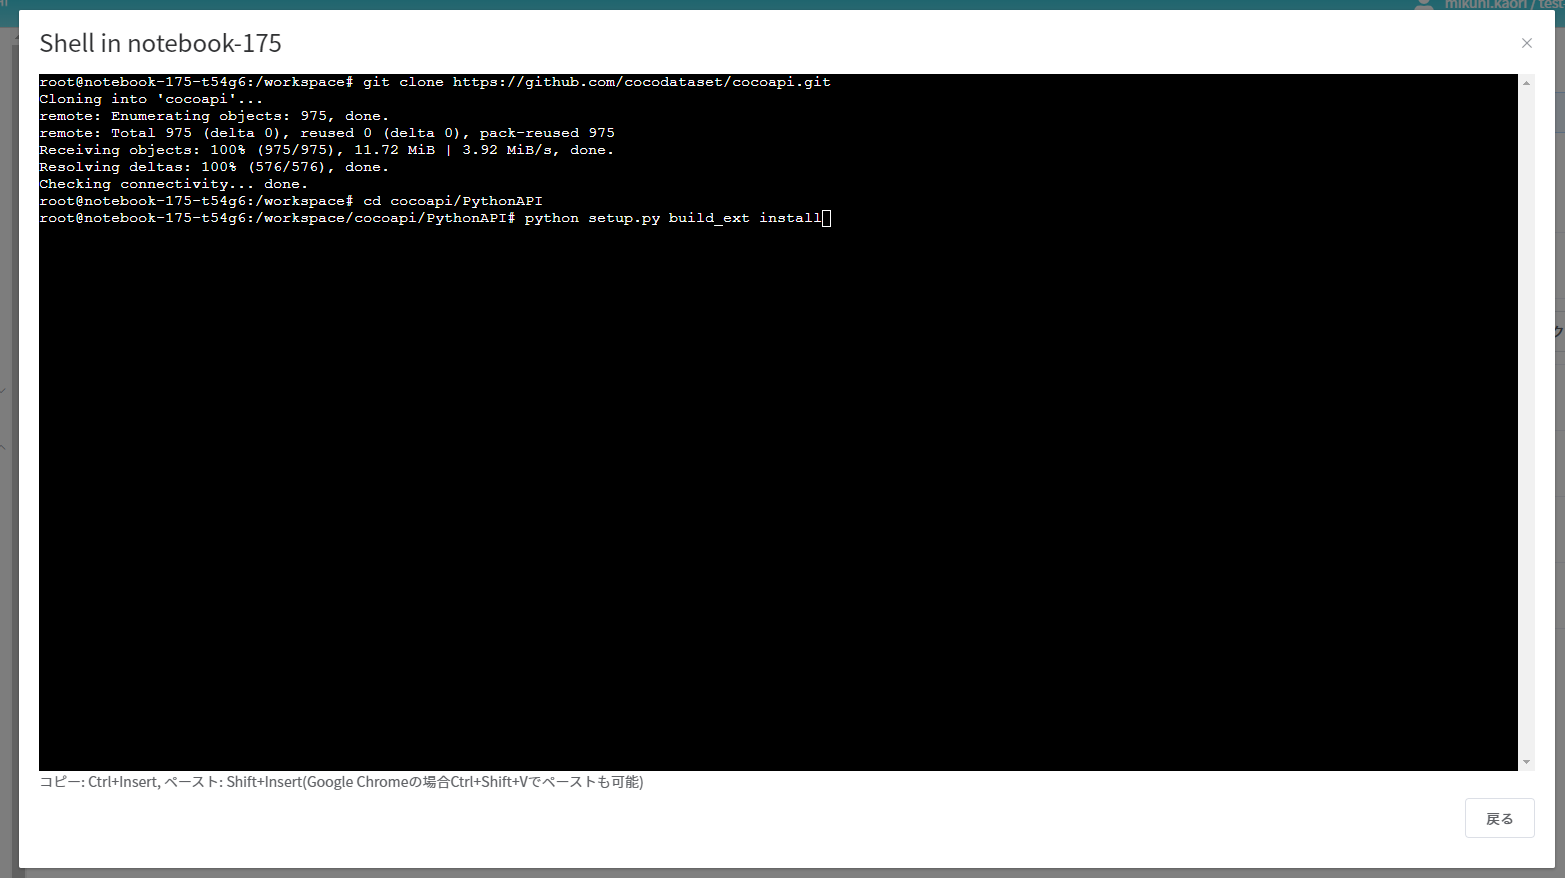 mikuni.kaori / test
Shell in notebook-175
root@notebook-175-t54g6:/workspace# git clone https://github.com/cocodataset/cocoapi.git
Cloning into 'cocoapi'...
remote: Enumerating objects: 975, done.
remote: Total 975 (delta 0), reused 0 (delta 0), pack-reused 975
Receiving objects: 100% (975/975), 11.72 MiB | 3.92 MiB/s, done.
Resolving deltas: 100% (576/576), done.
Checking connectivity... done.
root@notebook-175-t54g6:/workspace# cd cocoapi/PythonAPI
root@notebook-175-t54g6:/workspace/cocoapi/PythonAPI# python setup.py build_ext install
ク
コピー: Ctrl+Insert, ペースト: Shift+Insert(Google Chromeの場合Ctrl+Shift+Vでペーストも可能)
戻る